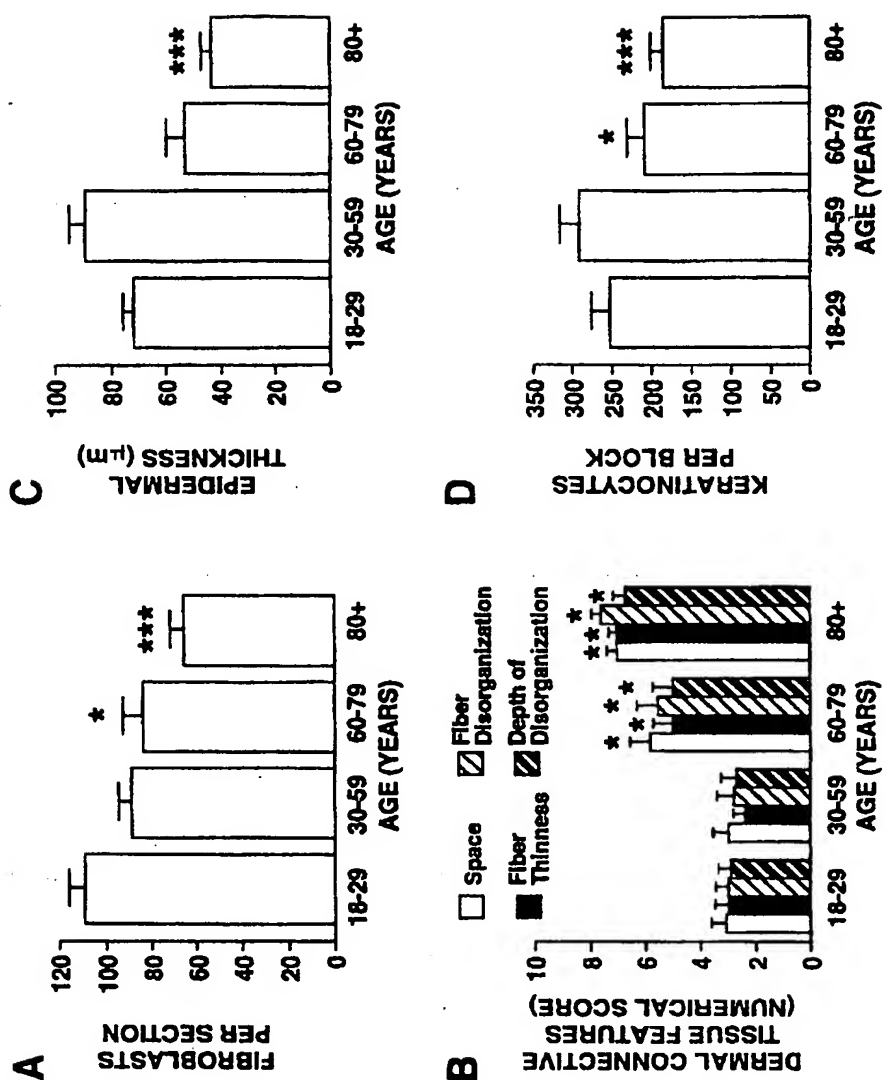 A
FIBROBLASTS
PER SECTION
120
100
80
60
40
20
0
*
***
18-29
30-59
60-79
80+
AGE (YEARS)
B
DERMAL CONNECTIVE
TISSUE FEATURES
(NUMERICAL SCORE)
10
8
6
4
2
0
Space
Fiber
Thinness
Fiber
Disorganization
Depth of
Disorganization
* * * *
* * * *
18-29
30-59
60-79
80+
AGE (YEARS)
C
EPIDERMAL
THICKNESS (μm)
100
80
60
40
20
0
***
18-29
30-59
60-79
80+
AGE (YEARS)
D
KERATINOCYTES
PER BLOCK
350
300
250
200
150
100
50
0
*
***
18-29
30-59
60-79
80+
AGE (YEARS)